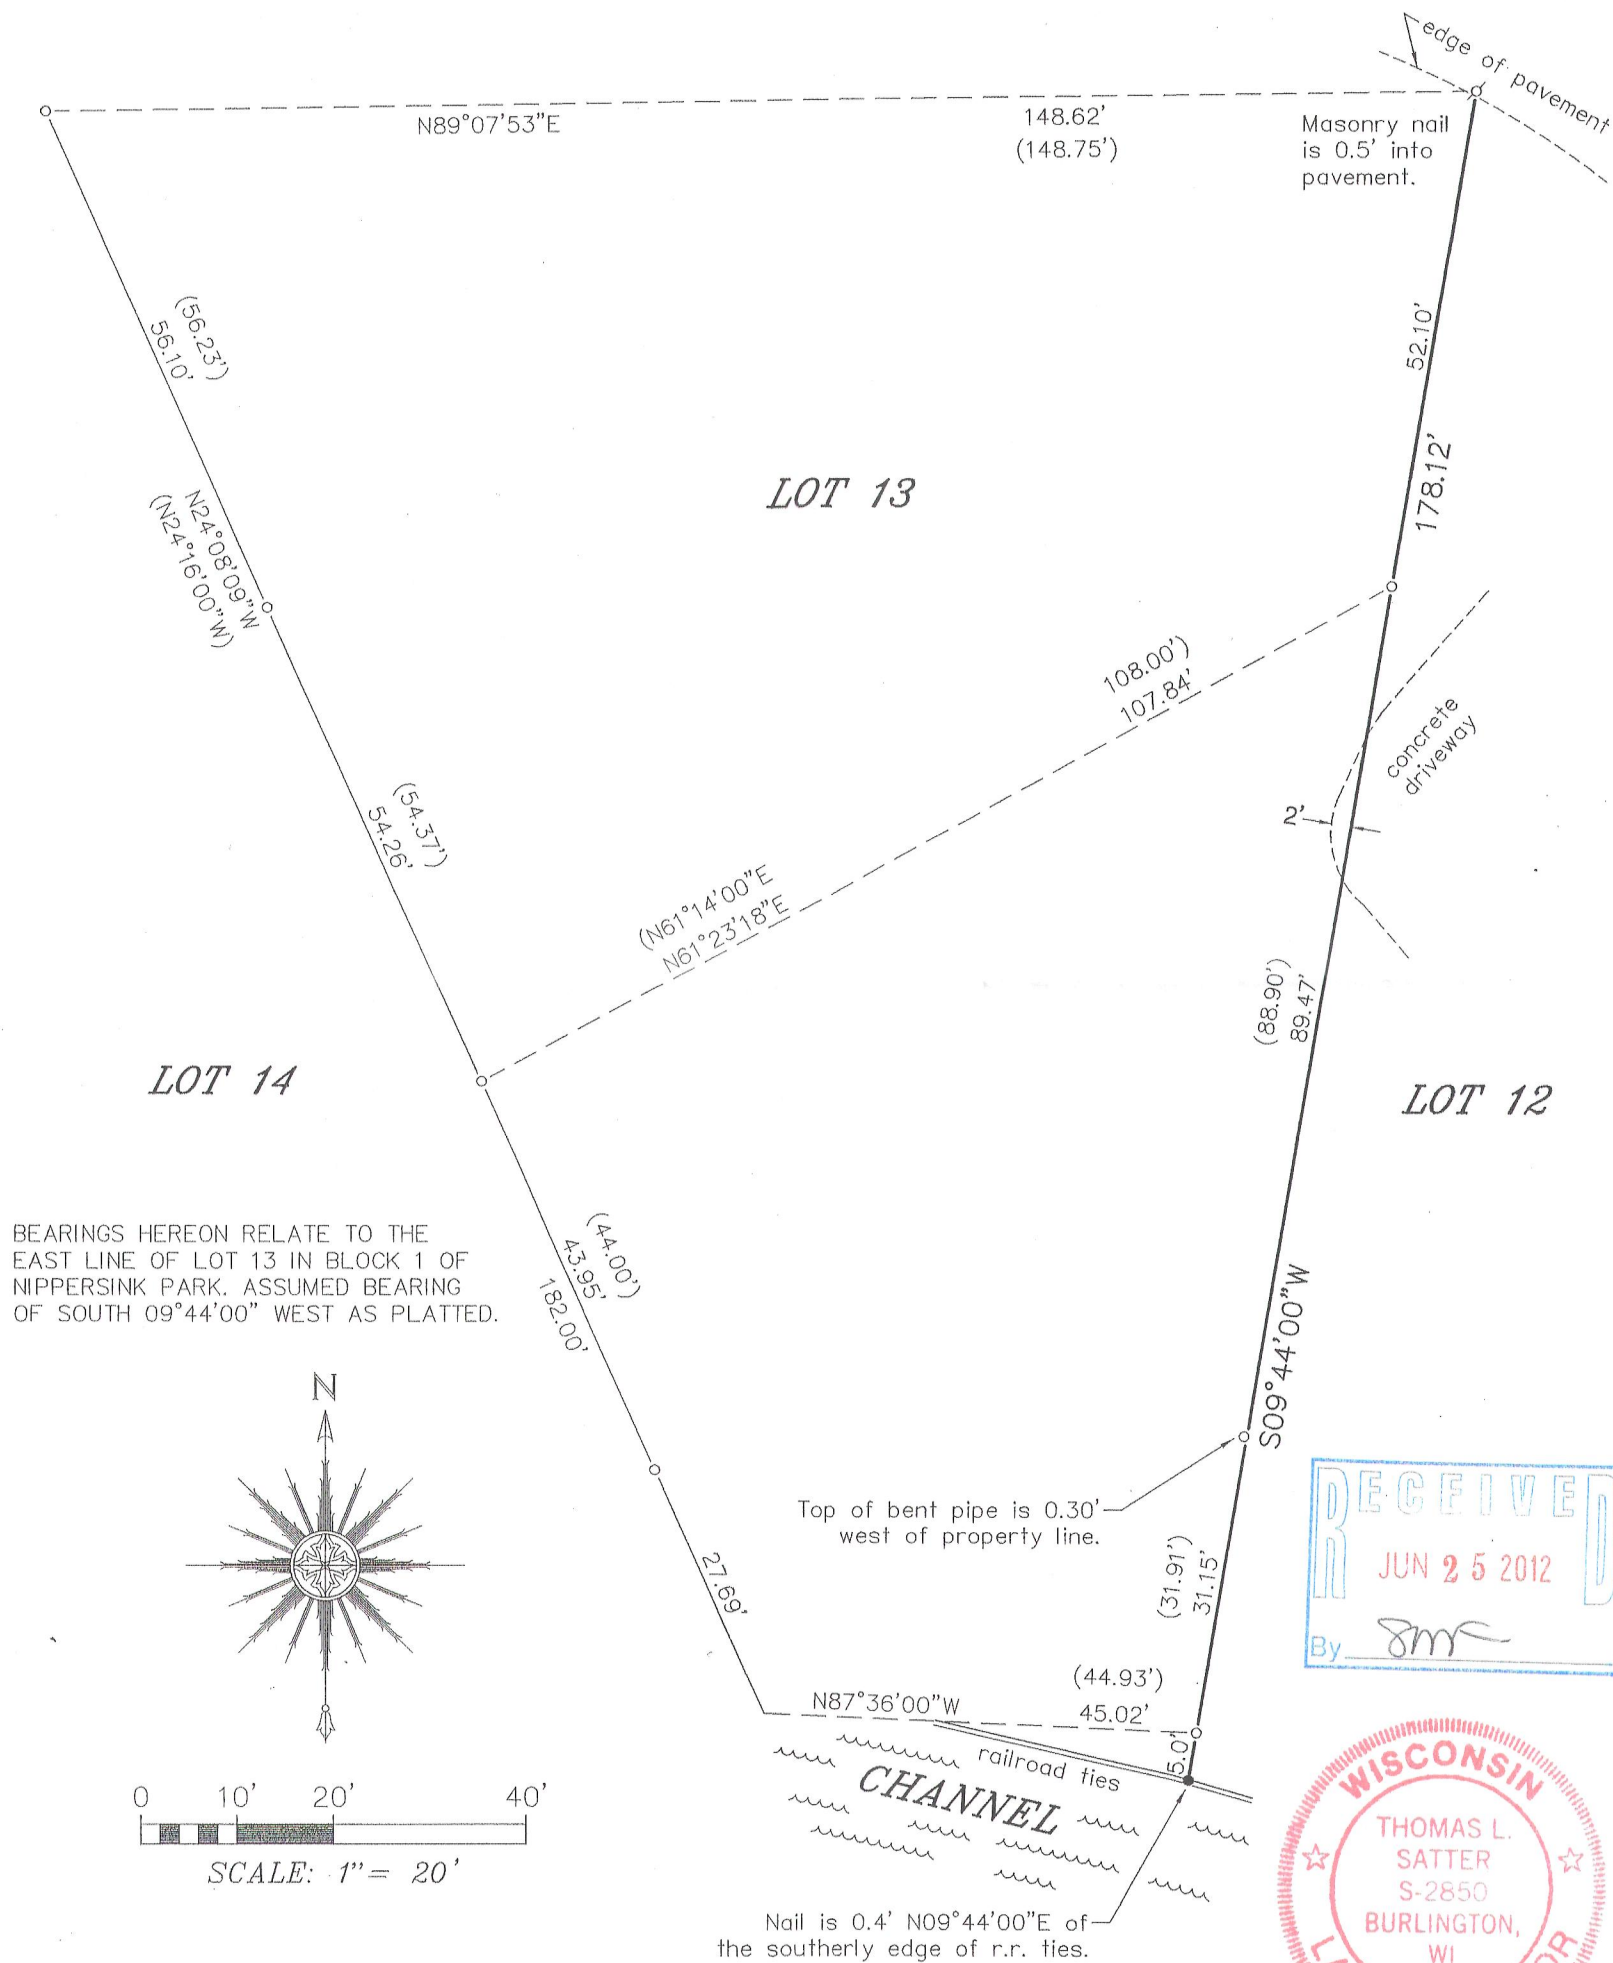 edge of pavement
N89°07'53"E
148.62'
(148.75')
Masonry nail
is 0.5' into
pavement.
(56.23')
56.10'
52.10'
178.12'
LOT 13
N24°08'09"W
(N24°16'00"W)
108.00')
107.84'
concrete
driveway
2'
(54.37')
54.26'
(N61°14'00"E
N61°23'18"E
(88.90')
89.47'
LOT 14
LOT 12
BEARINGS HEREON RELATE TO THE
EAST LINE OF LOT 13 IN BLOCK 1 OF
NIPPERSINK PARK. ASSUMED BEARING
OF SOUTH 09°44'00" WEST AS PLATTED.
(44.00')
43.95'
182.00'
S09°44'00"W
N
Top of bent pipe is 0.30'
west of property line.
27.69'
(31.91')
31.15'
RECEIVED
JUN 25 2012
By
N87°36'00"W
(44.93')
45.02'
5.0'
railroad ties
CHANNEL
0 10' 20' 40'
SCALE: 1"= 20'
Nail is 0.4' N09°44'00"E of
the southerly edge of r.r. ties.
WISCONSIN
THOMAS L.
SATTER
S-2850
BURLINGTON,
WI